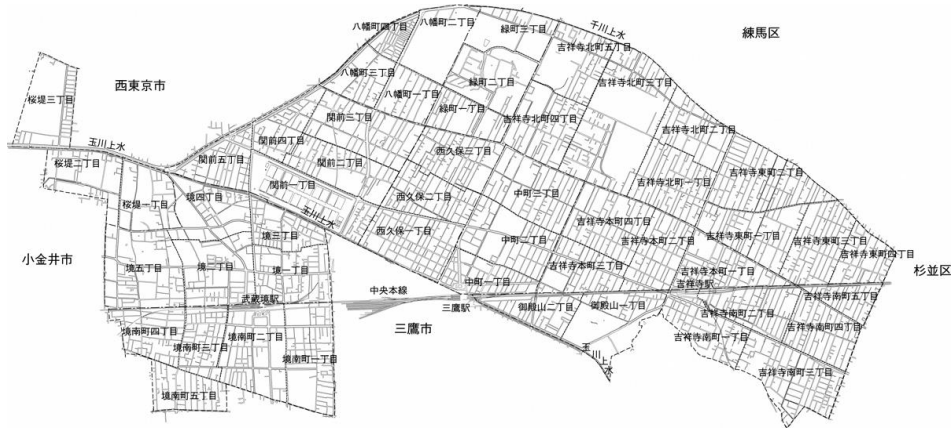 八幡町四丁目
八幡町二丁目
緑町三丁目
千川上水
練馬区
吉祥寺北町五丁目
八幡町三丁目
緑町二丁目
吉祥寺北町三丁目
西東京市
桜堤三丁目
八幡町一丁目
緑町一丁目
関前三丁目
吉祥寺北町四丁目
吉祥寺北町二丁目
玉川上水
関前四丁目
西久保三丁目
桜堤二丁目
関前五丁目
関前二丁目
吉祥寺東町二丁目
関前一丁目
吉祥寺北町一丁目
境四丁目
西久保二丁目
中町三丁目
桜堤一丁目
玉川上水
吉祥寺本町四丁目
西久保一丁目
境三丁目
中町二丁目
吉祥寺本町二丁目
吉祥寺東町一丁目
吉祥寺東町三丁目
吉祥寺東町四丁目
小金井市
境五丁目
境二丁目
境一丁目
吉祥寺本町三丁目
吉祥寺本町一丁目
杉並区
中町一丁目
吉祥寺駅
中央本線
武蔵境駅
三鷹駅
御殿山二丁目
御殿山一丁目
吉祥寺南町五丁目
吉祥寺南町二丁目
三鷹市
境南町四丁目
境南町二丁目
吉祥寺南町四丁目
吉祥寺南町一丁目
境南町三丁目
玉川上水
境南町一丁目
吉祥寺南町三丁目
境南町五丁目